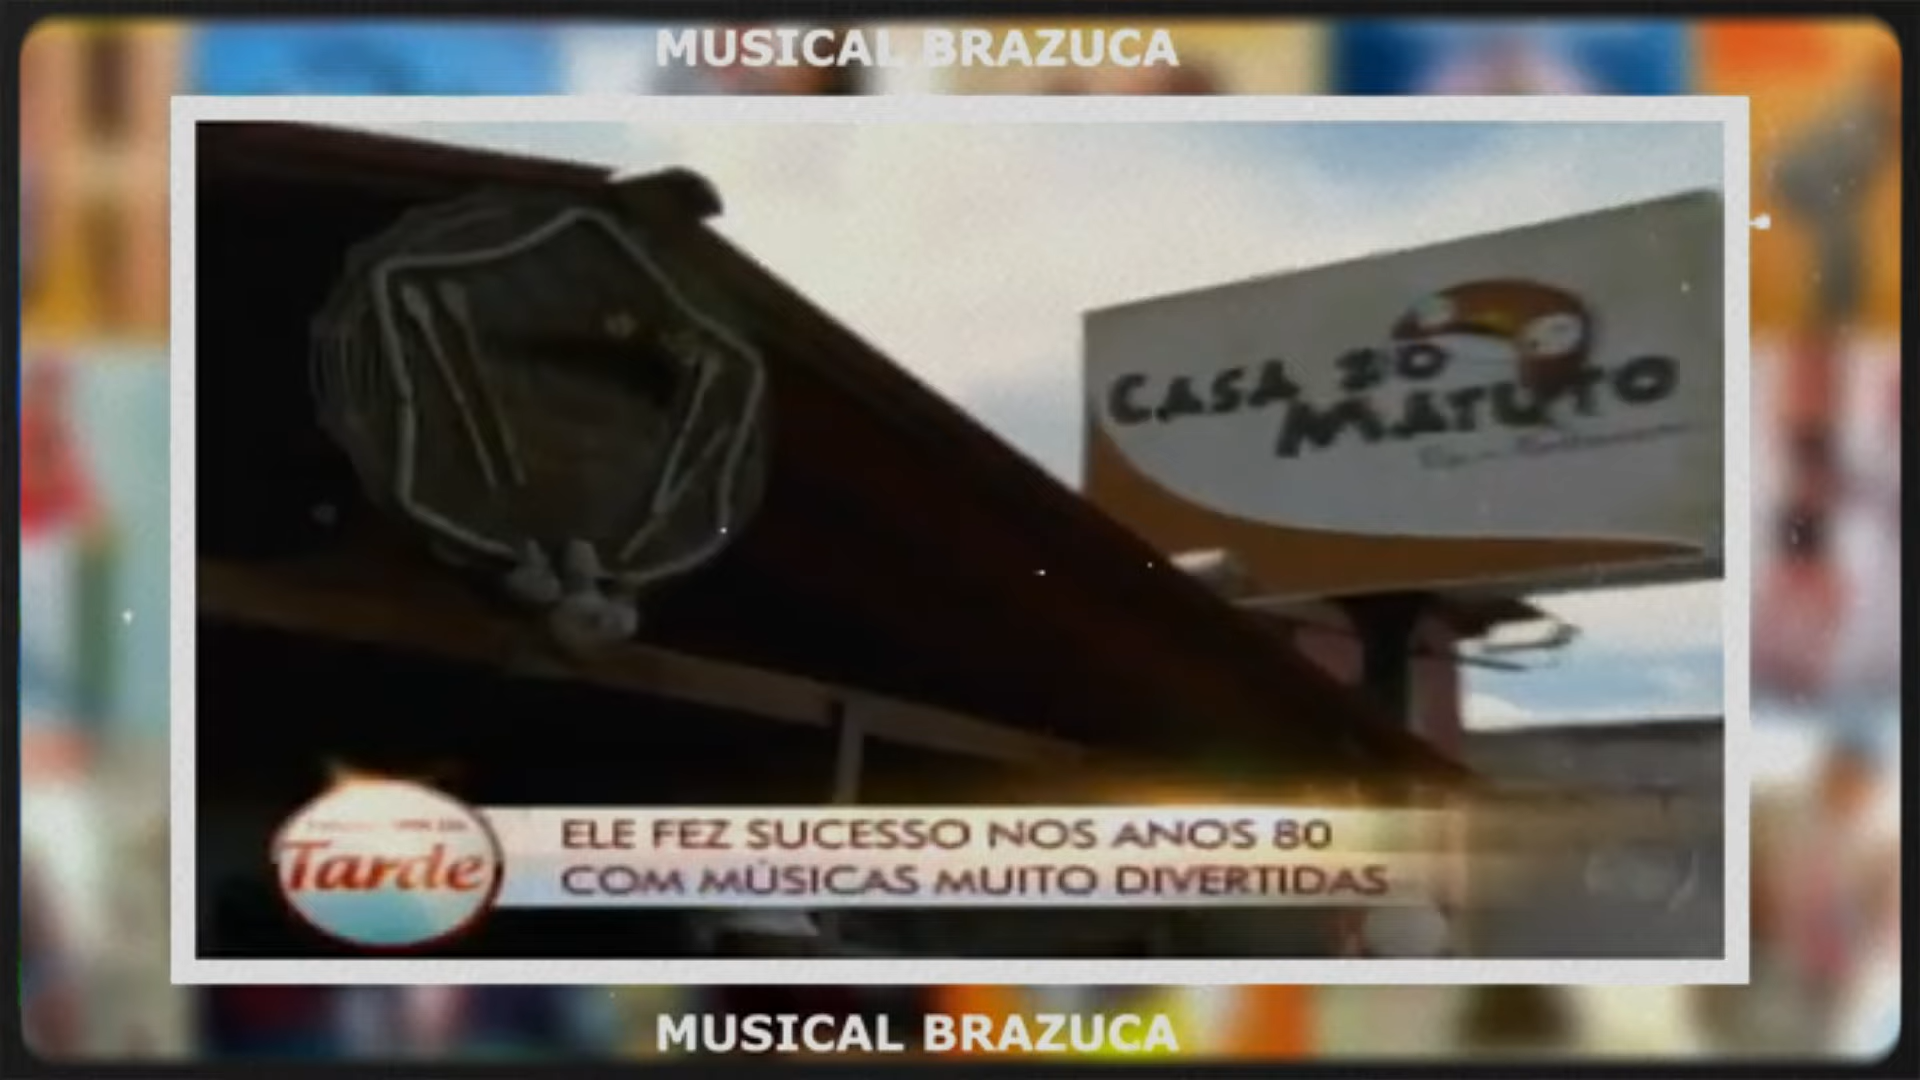 MUSICAL BRAZUCA
CASA DO
MATUTO
Tarde
ELE FEZ SUCESSO NOS ANOS 80
COM MÚSICAS MUITO DIVERTIDAS
MUSICAL BRAZUCA